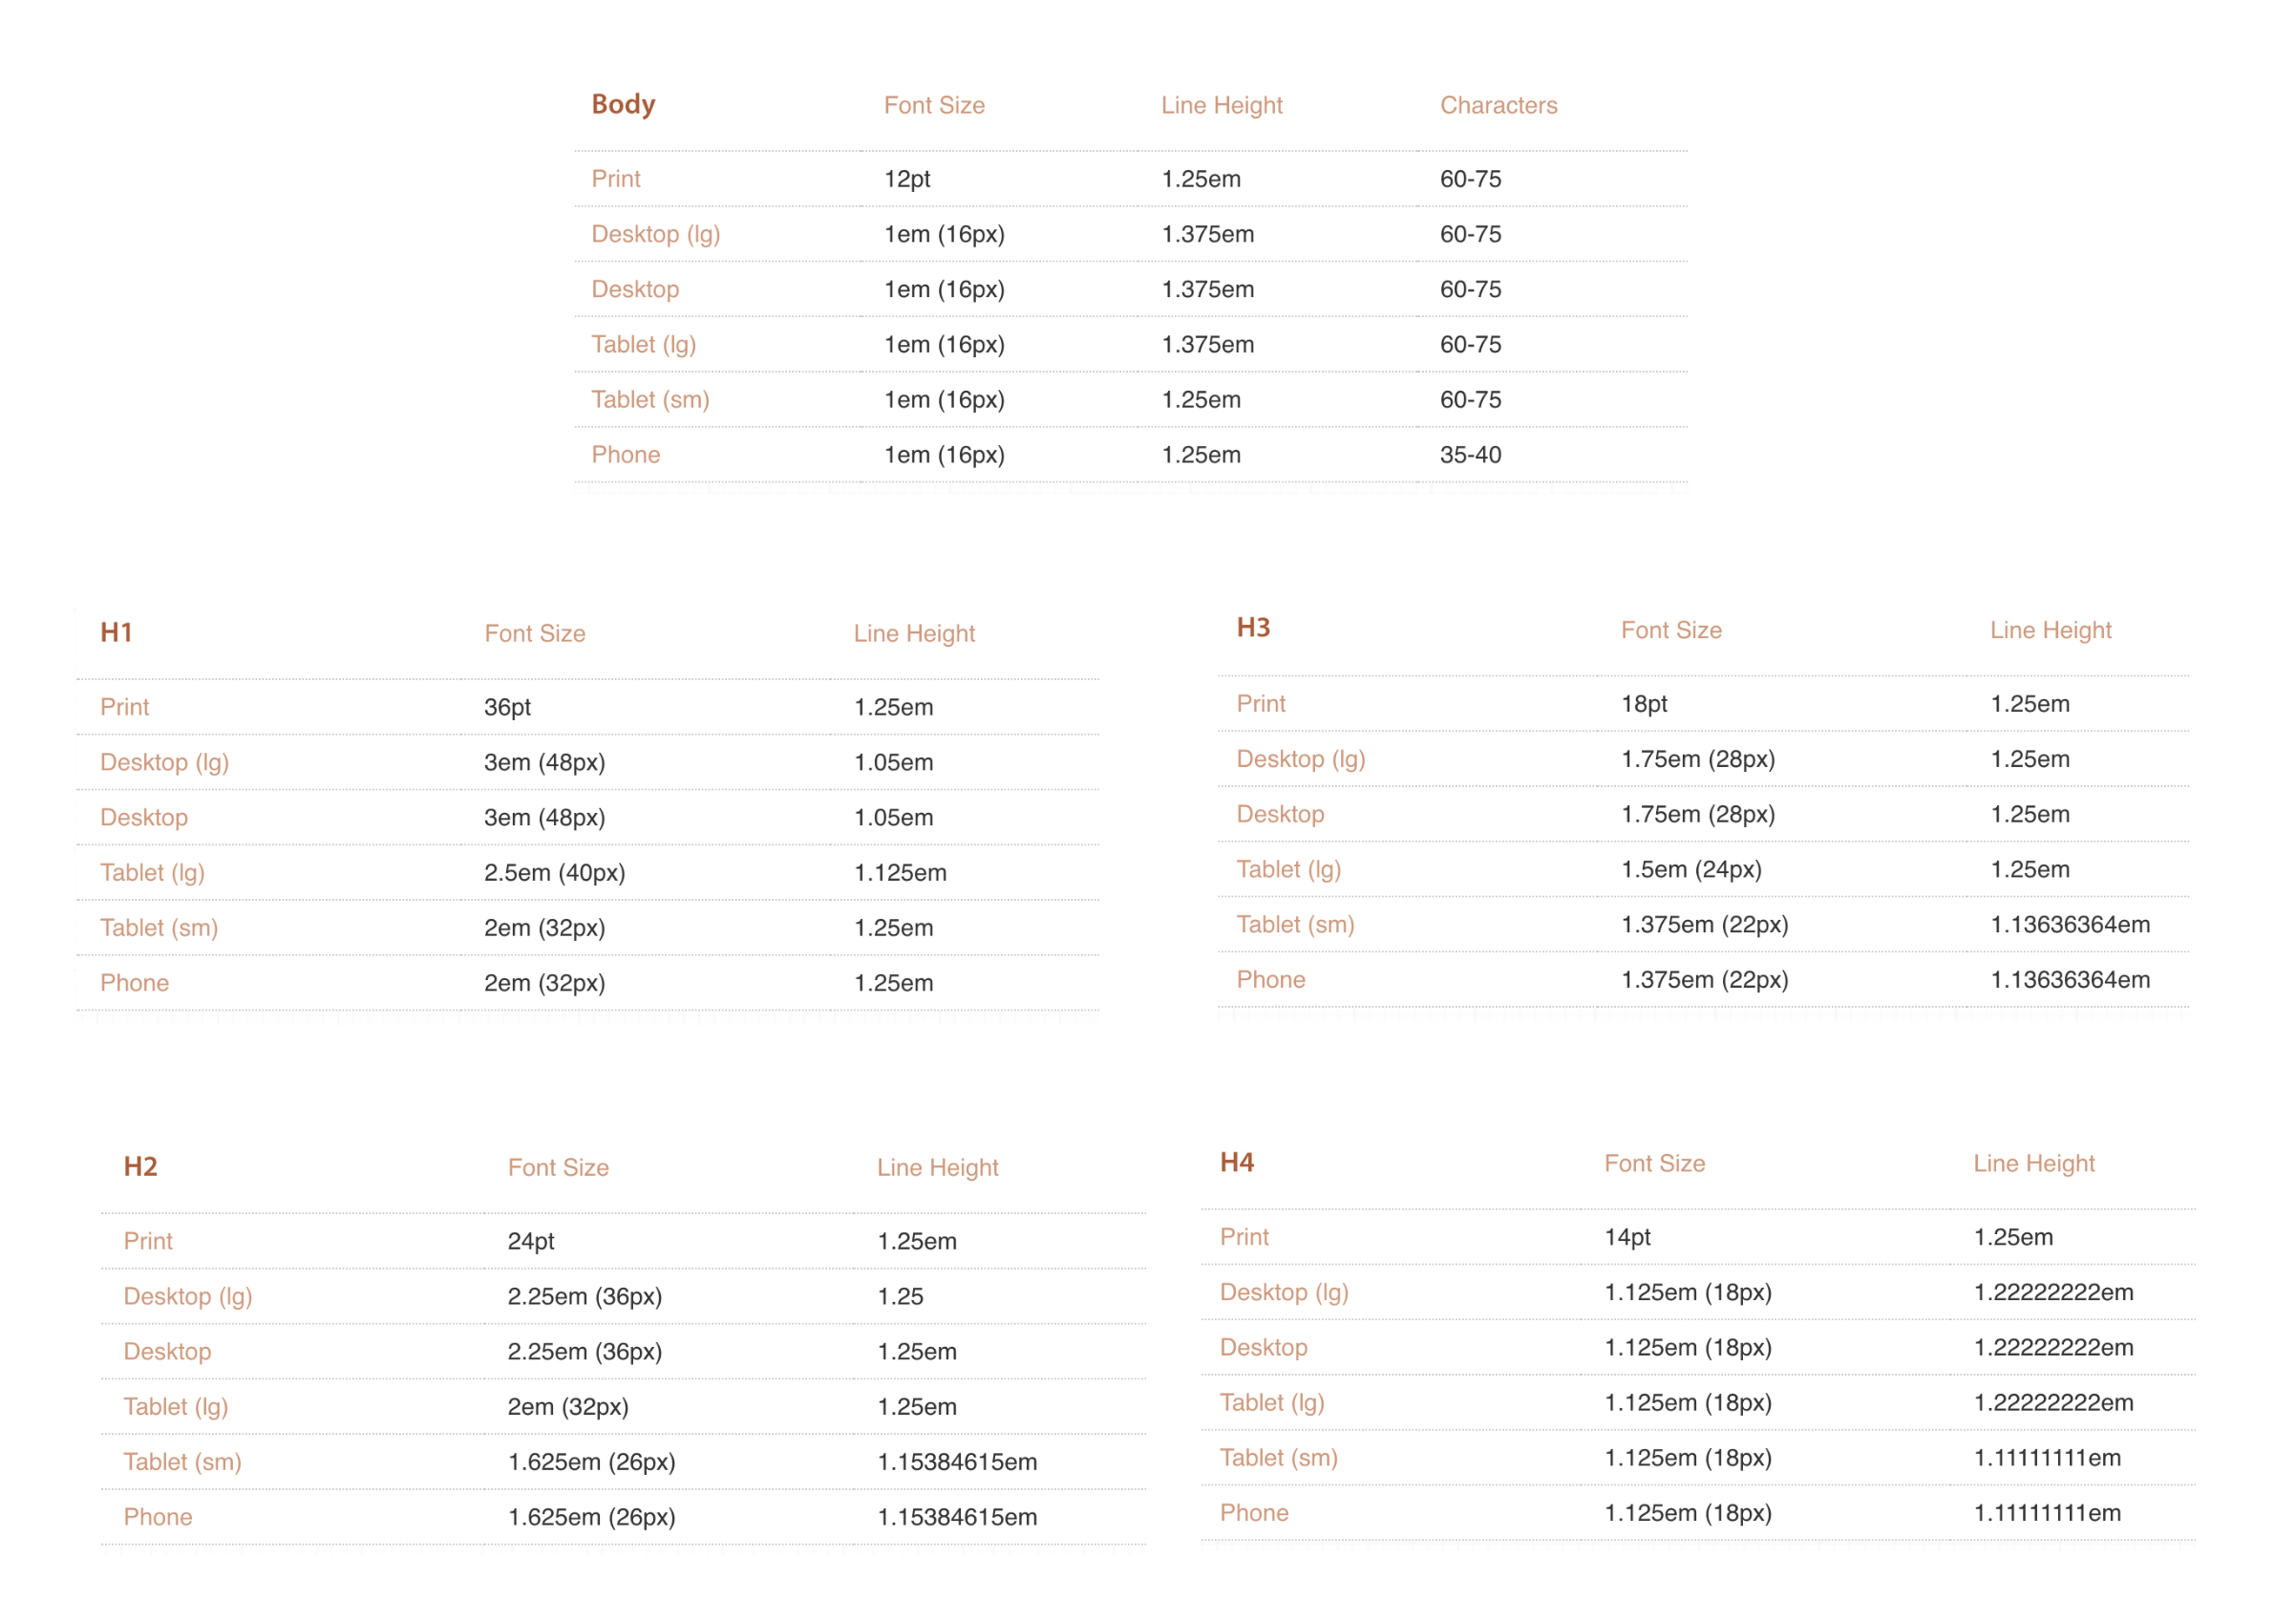 Body Font Size Line Height Characters
Print 12pt 1.25em 60-75
Desktop (lg) 1em (16px) 1.375em 60-75
Desktop 1em (16px) 1.375em 60-75
Tablet (lg) 1em (16px) 1.375em 60-75
Tablet (sm) 1em (16px) 1.25em 60-75
Phone 1em (16px) 1.25em 35-40
H1 Font Size Line Height
Print 36pt 1.25em
Desktop (lg) 3em (48px) 1.05em
Desktop 3em (48px) 1.05em
Tablet (lg) 2.5em (40px) 1.125em
Tablet (sm) 2em (32px) 1.25em
Phone 2em (32px) 1.25em
H3 Font Size Line Height
Print 18pt 1.25em
Desktop (lg) 1.75em (28px) 1.25em
Desktop 1.75em (28px) 1.25em
Tablet (lg) 1.5em (24px) 1.25em
Tablet (sm) 1.375em (22px) 1.13636364em
Phone 1.375em (22px) 1.13636364em
H2 Font Size Line Height
Print 24pt 1.25em
Desktop (lg) 2.25em (36px) 1.25
Desktop 2.25em (36px) 1.25em
Tablet (lg) 2em (32px) 1.25em
Tablet (sm) 1.625em (26px) 1.15384615em
Phone 1.625em (26px) 1.15384615em
H4 Font Size Line Height
Print 14pt 1.25em
Desktop (lg) 1.125em (18px) 1.22222222em
Desktop 1.125em (18px) 1.22222222em
Tablet (lg) 1.125em (18px) 1.22222222em
Tablet (sm) 1.125em (18px) 1.11111111em
Phone 1.125em (18px) 1.11111111em